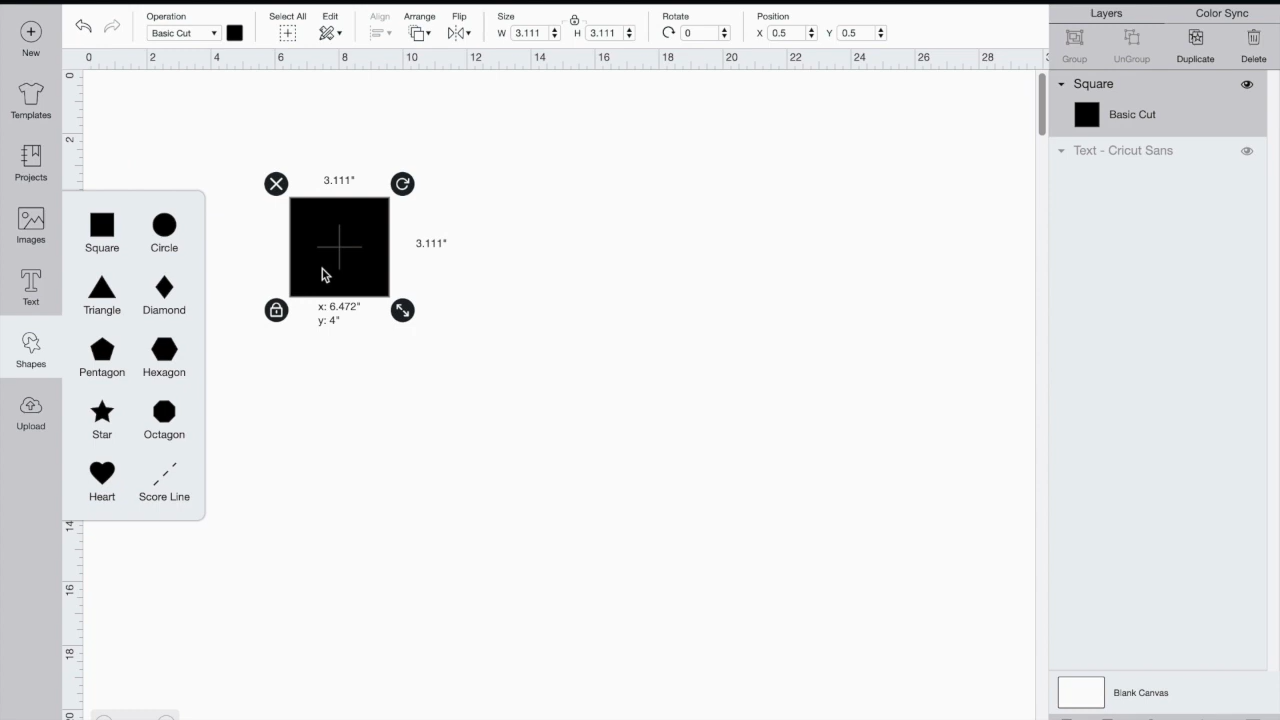 Operation
Basic Cut
Select All
Edit
Align
Arrange
Flip
Size
W 3.111
H 3.111
Rotate
0
Position
X 0.5
Y 0.5
Layers
Color Sync
New
Templates
Projects
Images
Text
Shapes
Upload
0 2 4 6 8 10 12 14 16 18 20 22 24 26 28
0
2
14
16
18
20
Square
Circle
Triangle
Diamond
Pentagon
Hexagon
Star
Octagon
Heart
Score Line
3.111"
3.111"
x: 6.472"
y: 4"
Group
UnGroup
Duplicate
Delete
Square
Basic Cut
Text - Cricut Sans
Blank Canvas